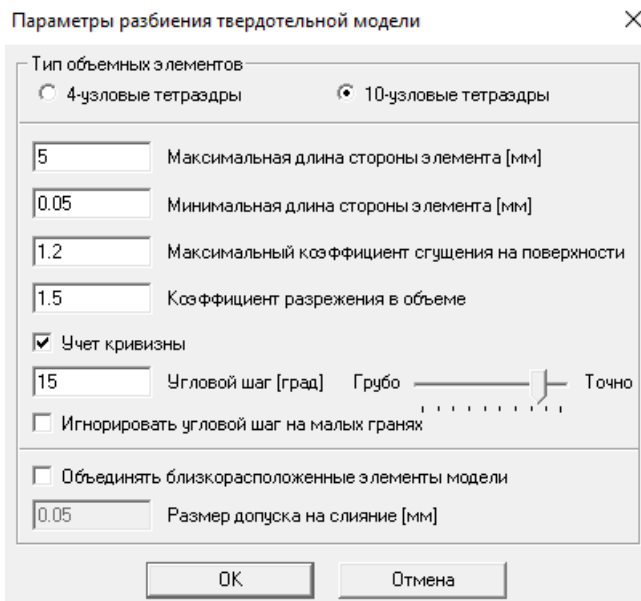 Параметры разбиения твердотельной модели
Тип объемных элементов
4-узловые тетраэдры 10-узловые тетраэдры
5 Максимальная длина стороны элемента [мм]
0.05 Минимальная длина стороны элемента [мм]
1.2 Максимальный коэффициент сгущения на поверхности
1.5 Коэффициент разрежения в объеме
Учет кривизны
15 Угловой шаг [град] Грубо Точно
Игнорировать угловой шаг на малых гранях
Объединять близкорасположенные элементы модели
0.05 Размер допуска на слияние [мм]
OK Отмена